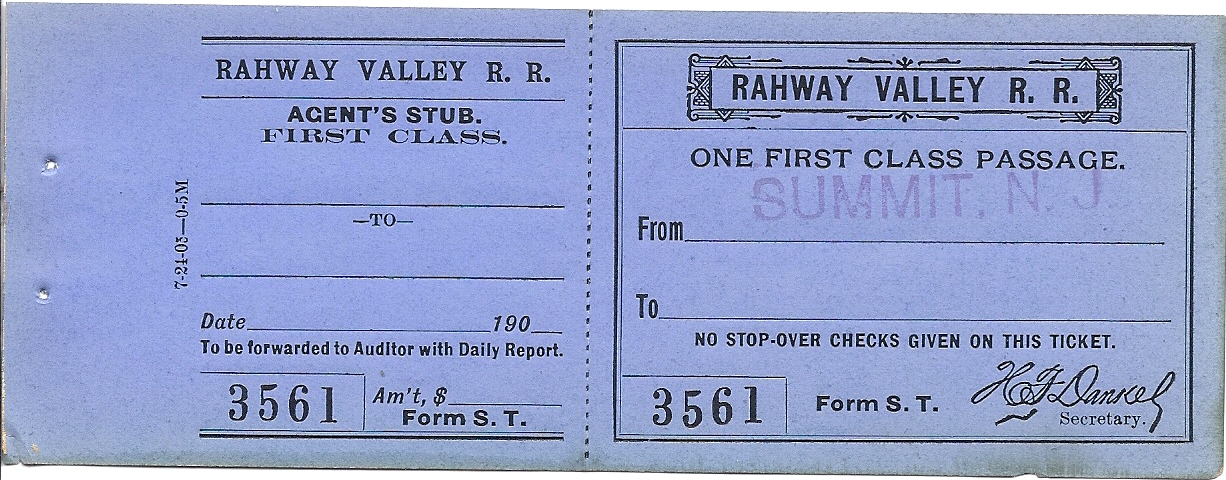 RAHWAY VALLEY R. R.
AGENT'S STUB.
FIRST CLASS.
—TO—
7-24-05—0-5M
Date 190
To be forwarded to Auditor with Daily Report.
3561
Am't, $
Form S. T.
RAHWAY VALLEY R. R.
ONE FIRST CLASS PASSAGE.
SUMMIT, N. J.
From
To
NO STOP-OVER CHECKS GIVEN ON THIS TICKET.
3561
Form S. T.
H F Dankel
Secretary.